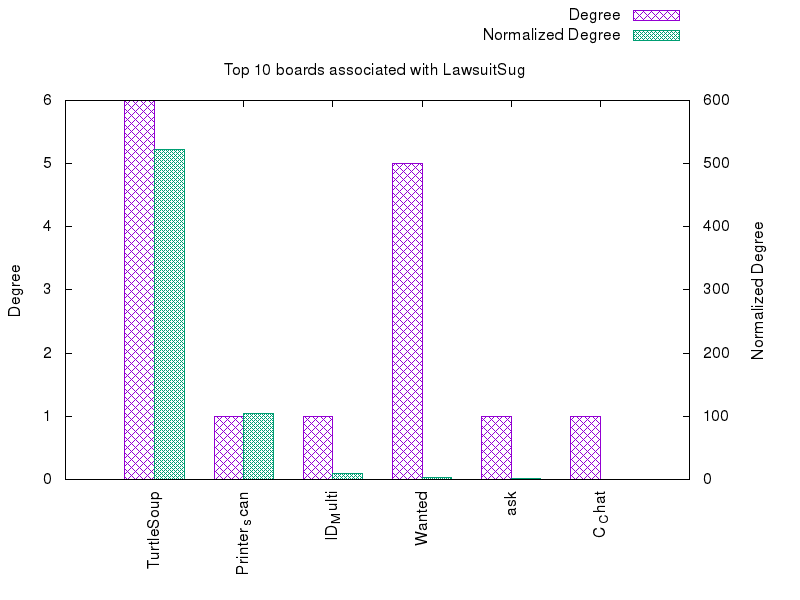 Degree
Normalized Degree
Top 10 boards associated with LawsuitSug
6
5
4
3
2
1
0
600
500
400
300
200
100
0
Degree
Normalized Degree
TurtleSoup
Printerscan
IDMulti
Wanted
ask
CChat